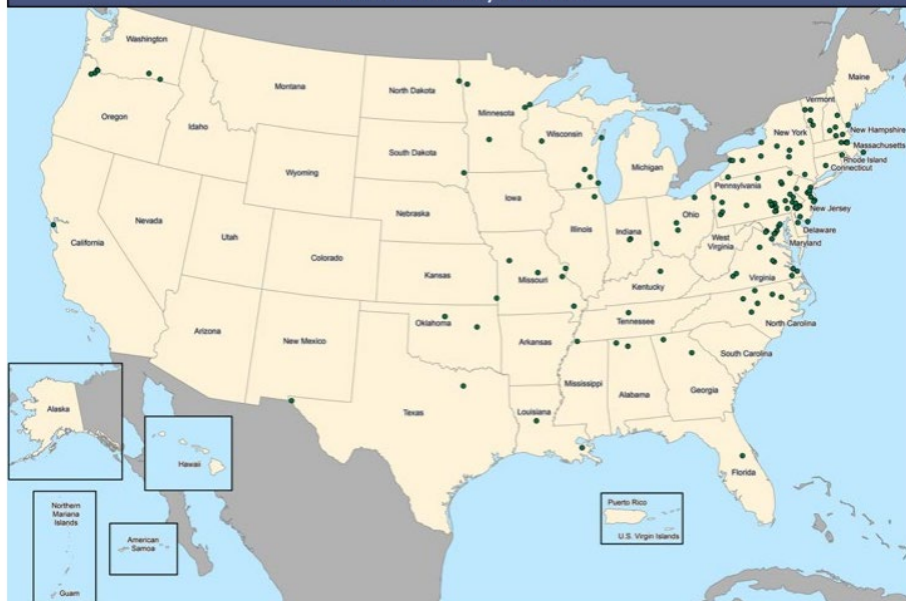 Washington
Montana
North Dakota
Minnesota
Maine
Vermont
Oregon
Idaho
Wisconsin
New York
New Hampshire
Massachusetts
South Dakota
Michigan
Rhode Island
Connecticut
Wyoming
Pennsylvania
Iowa
Nebraska
Ohio
New Jersey
Nevada
Illinois
Indiana
Utah
West
Virginia
Delaware
Maryland
California
Colorado
Kansas
Missouri
Kentucky
Virginia
Oklahoma
Tennessee
North Carolina
Arizona
New Mexico
Arkansas
South Carolina
Mississippi
Alabama
Georgia
Texas
Louisiana
Alaska
Hawaii
Florida
Northern
Mariana
Islands
Puerto Rico
American
Samoa
U.S. Virgin Islands
Guam